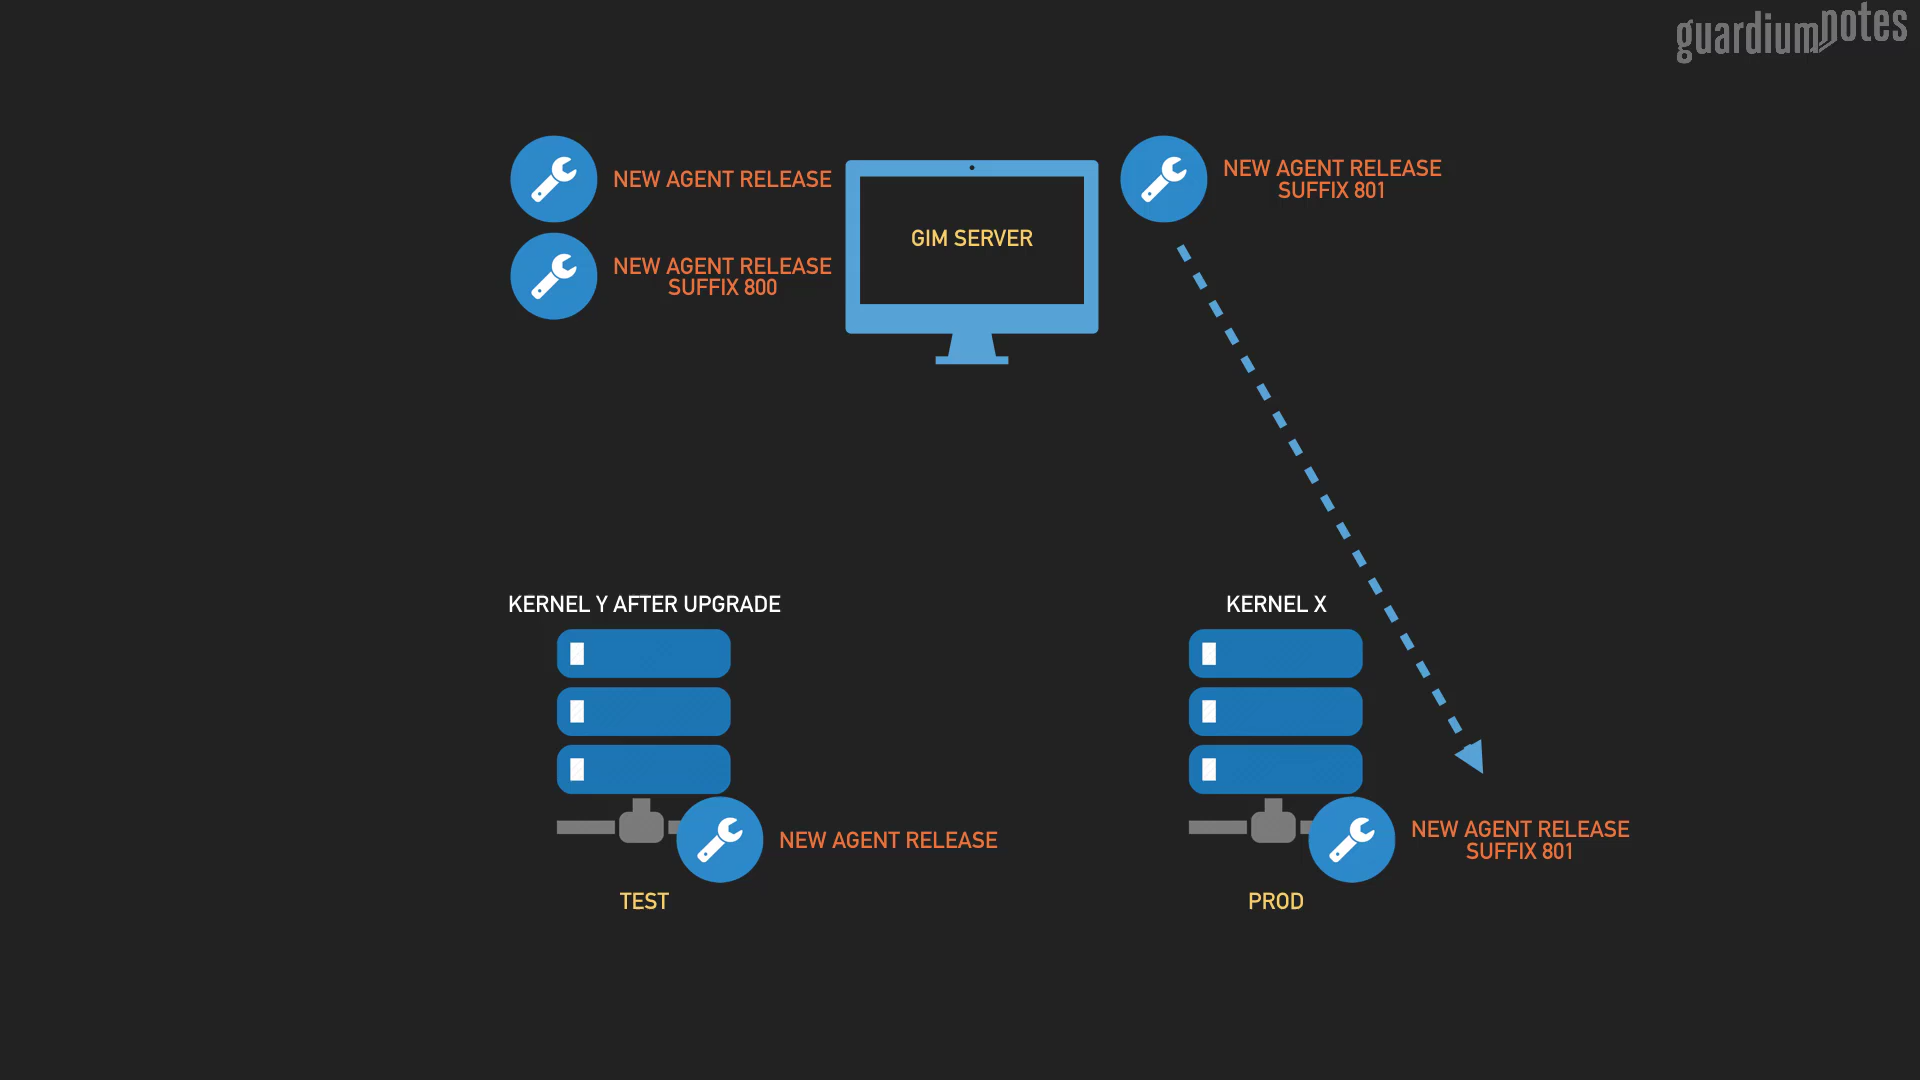 guardiumnotes
NEW AGENT RELEASE
NEW AGENT RELEASE
SUFFIX 800
GIM SERVER
NEW AGENT RELEASE
SUFFIX 801
KERNEL Y AFTER UPGRADE
NEW AGENT RELEASE
TEST
KERNEL X
NEW AGENT RELEASE
SUFFIX 801
PROD